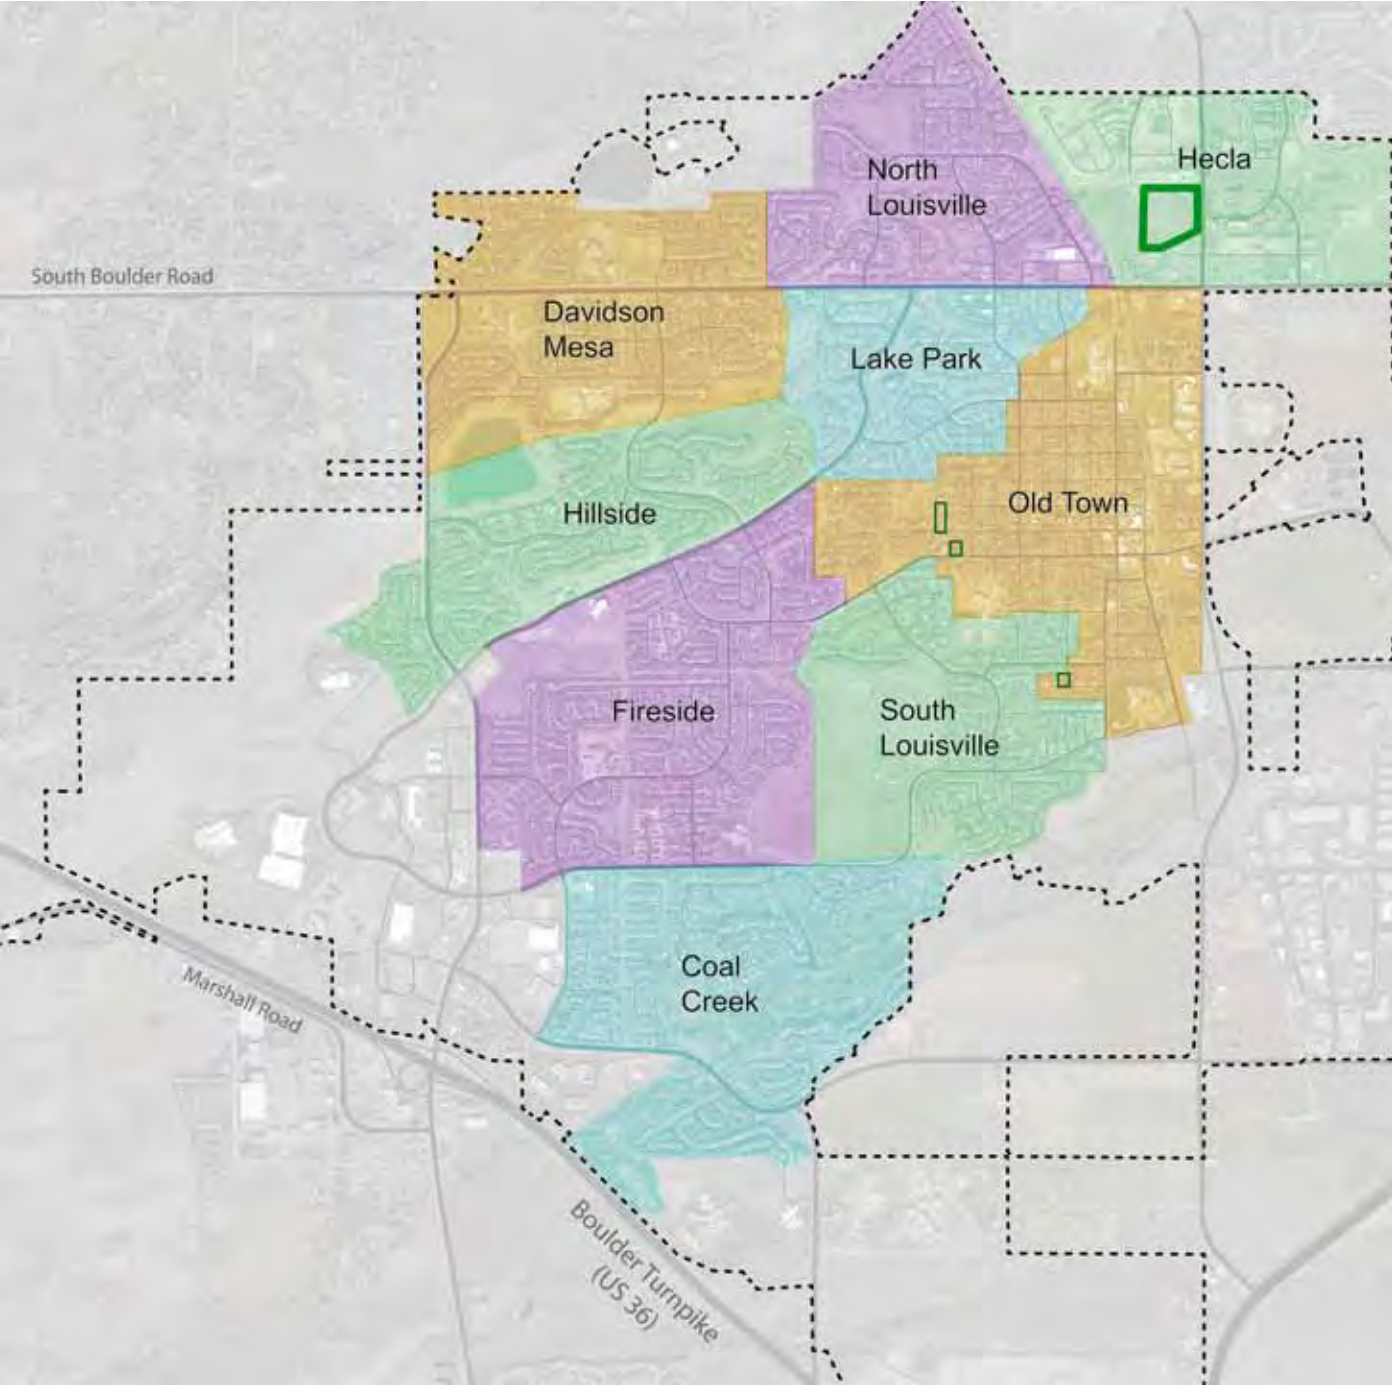 North
Louisville
Hecla
South Boulder Road
Davidson
Mesa
Lake Park
Hillside
Old Town
Fireside
South
Louisville
Coal
Creek
Marshall Road
Boulder Turnpike
(US 36)